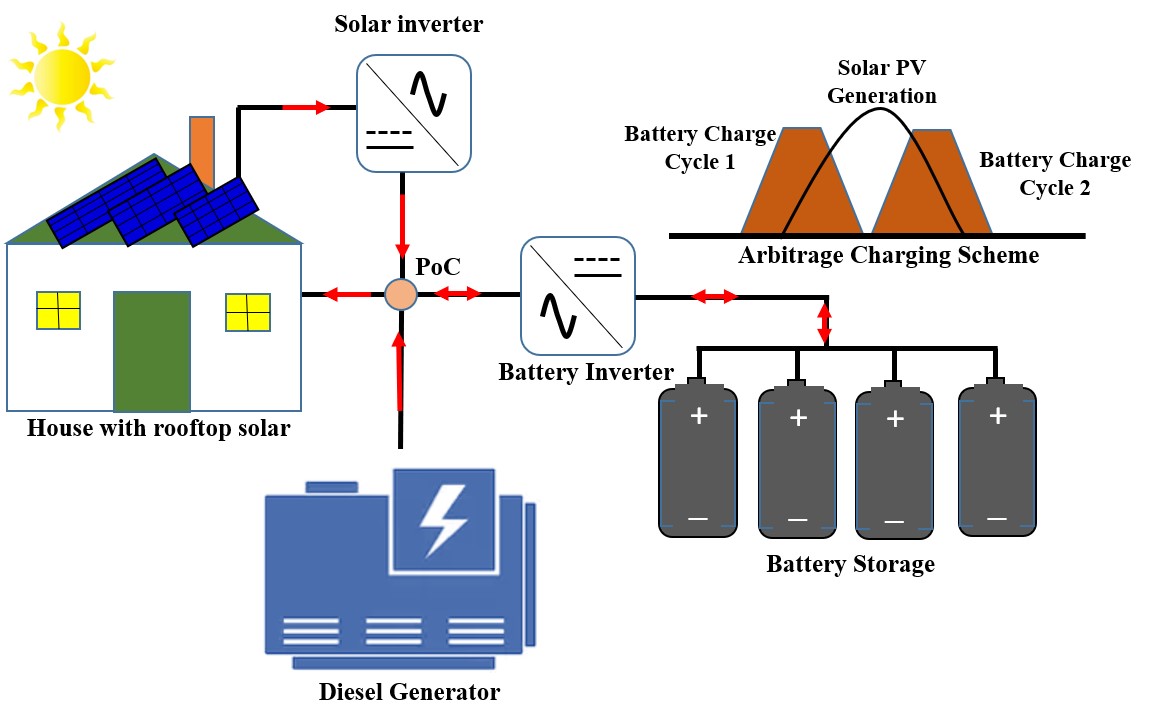 Solar inverter
Solar PV
Generation
Battery Charge
Cycle 1
Battery Charge
Cycle 2
Arbitrage Charging Scheme
PoC
Battery Inverter
House with rooftop solar
+
+
+
+
–
–
–
–
Battery Storage
Diesel Generator